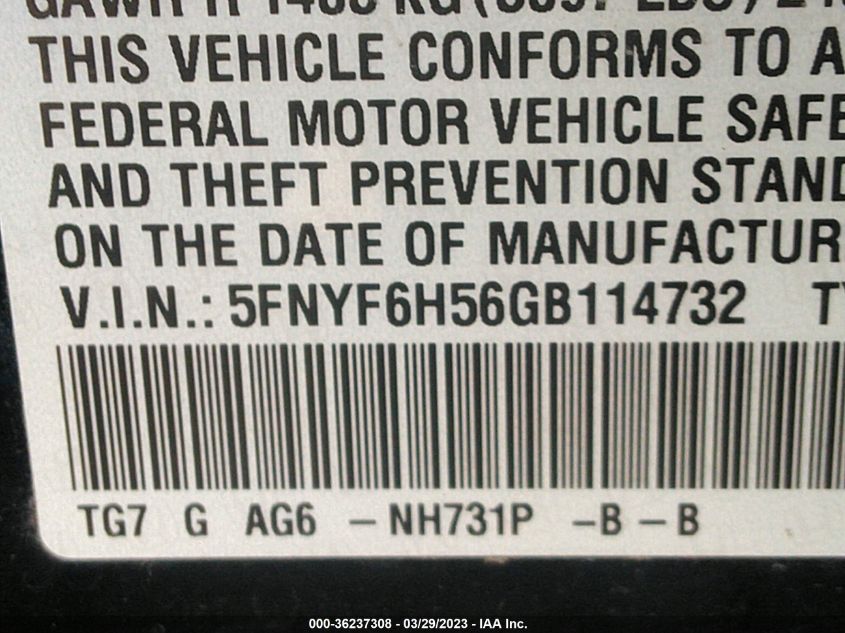 THIS VEHICLE CONFORMS TO A
FEDERAL MOTOR VEHICLE SAFE
AND THEFT PREVENTION STAND
ON THE DATE OF MANUFACTUR
V.I.N.: 5FNYF6H56GB114732 TY
TG7 G AG6 - NH731P -B - B
000-36237308 - 03/29/2023 - IAA Inc.